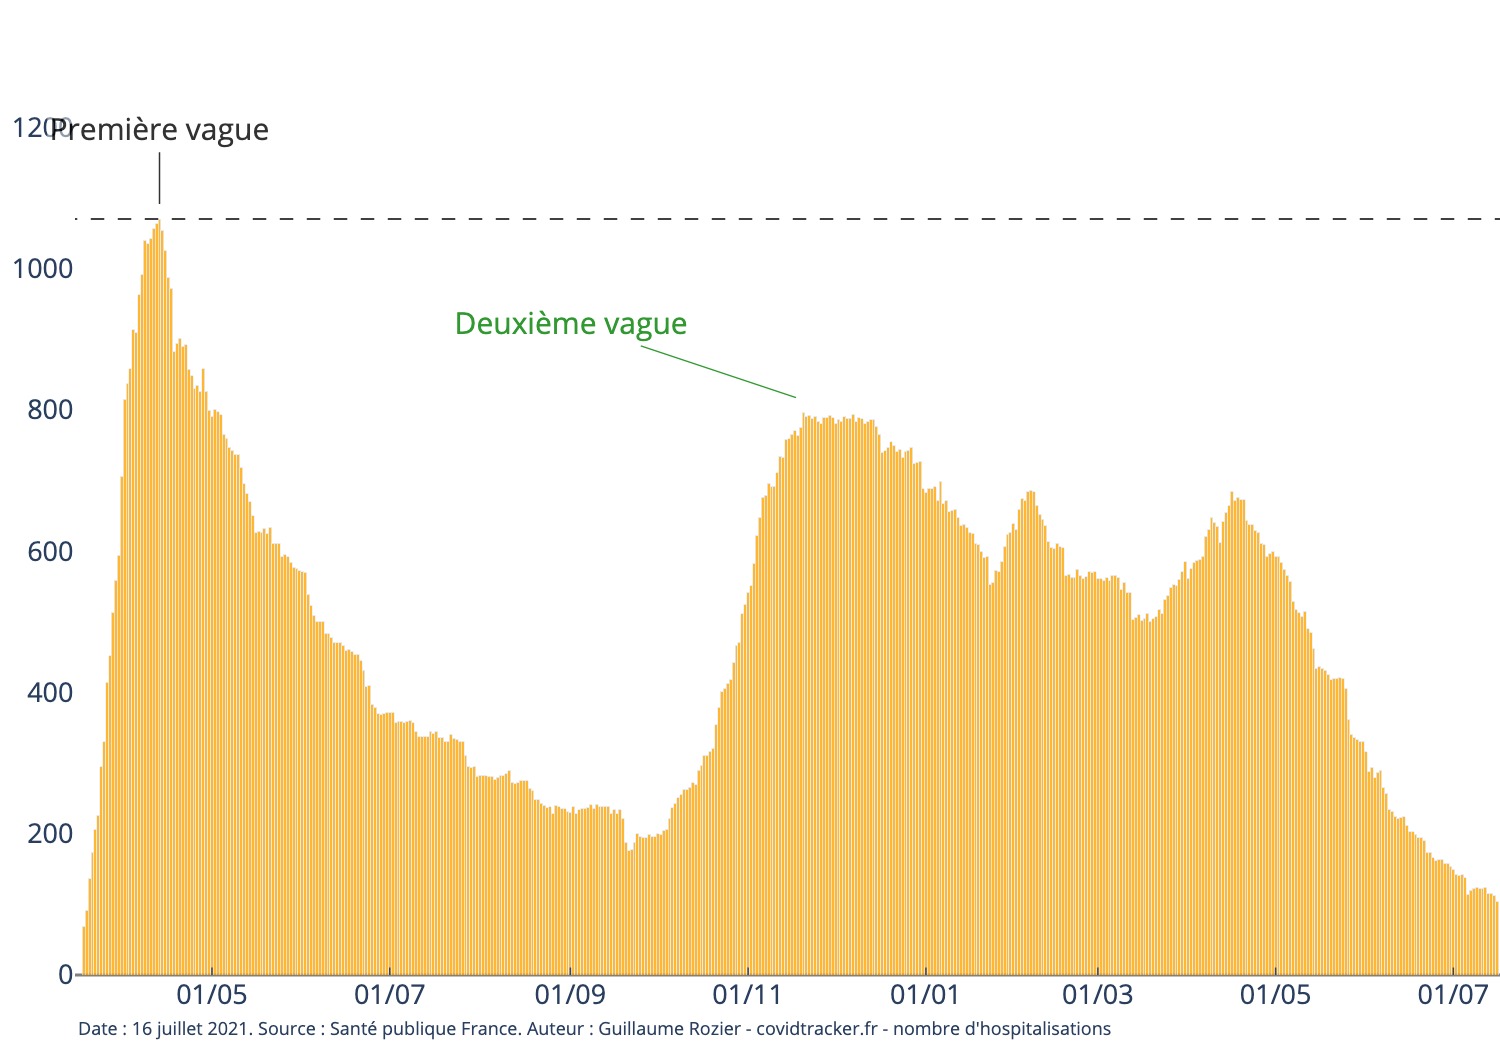 1200
Première vague
1000
Deuxième vague
800
600
400
200
0
01/05 01/07 01/09 01/11 01/01 01/03 01/05 01/07
Date : 16 juillet 2021. Source : Santé publique France. Auteur : Guillaume Rozier - covidtracker.fr - nombre d'hospitalisations